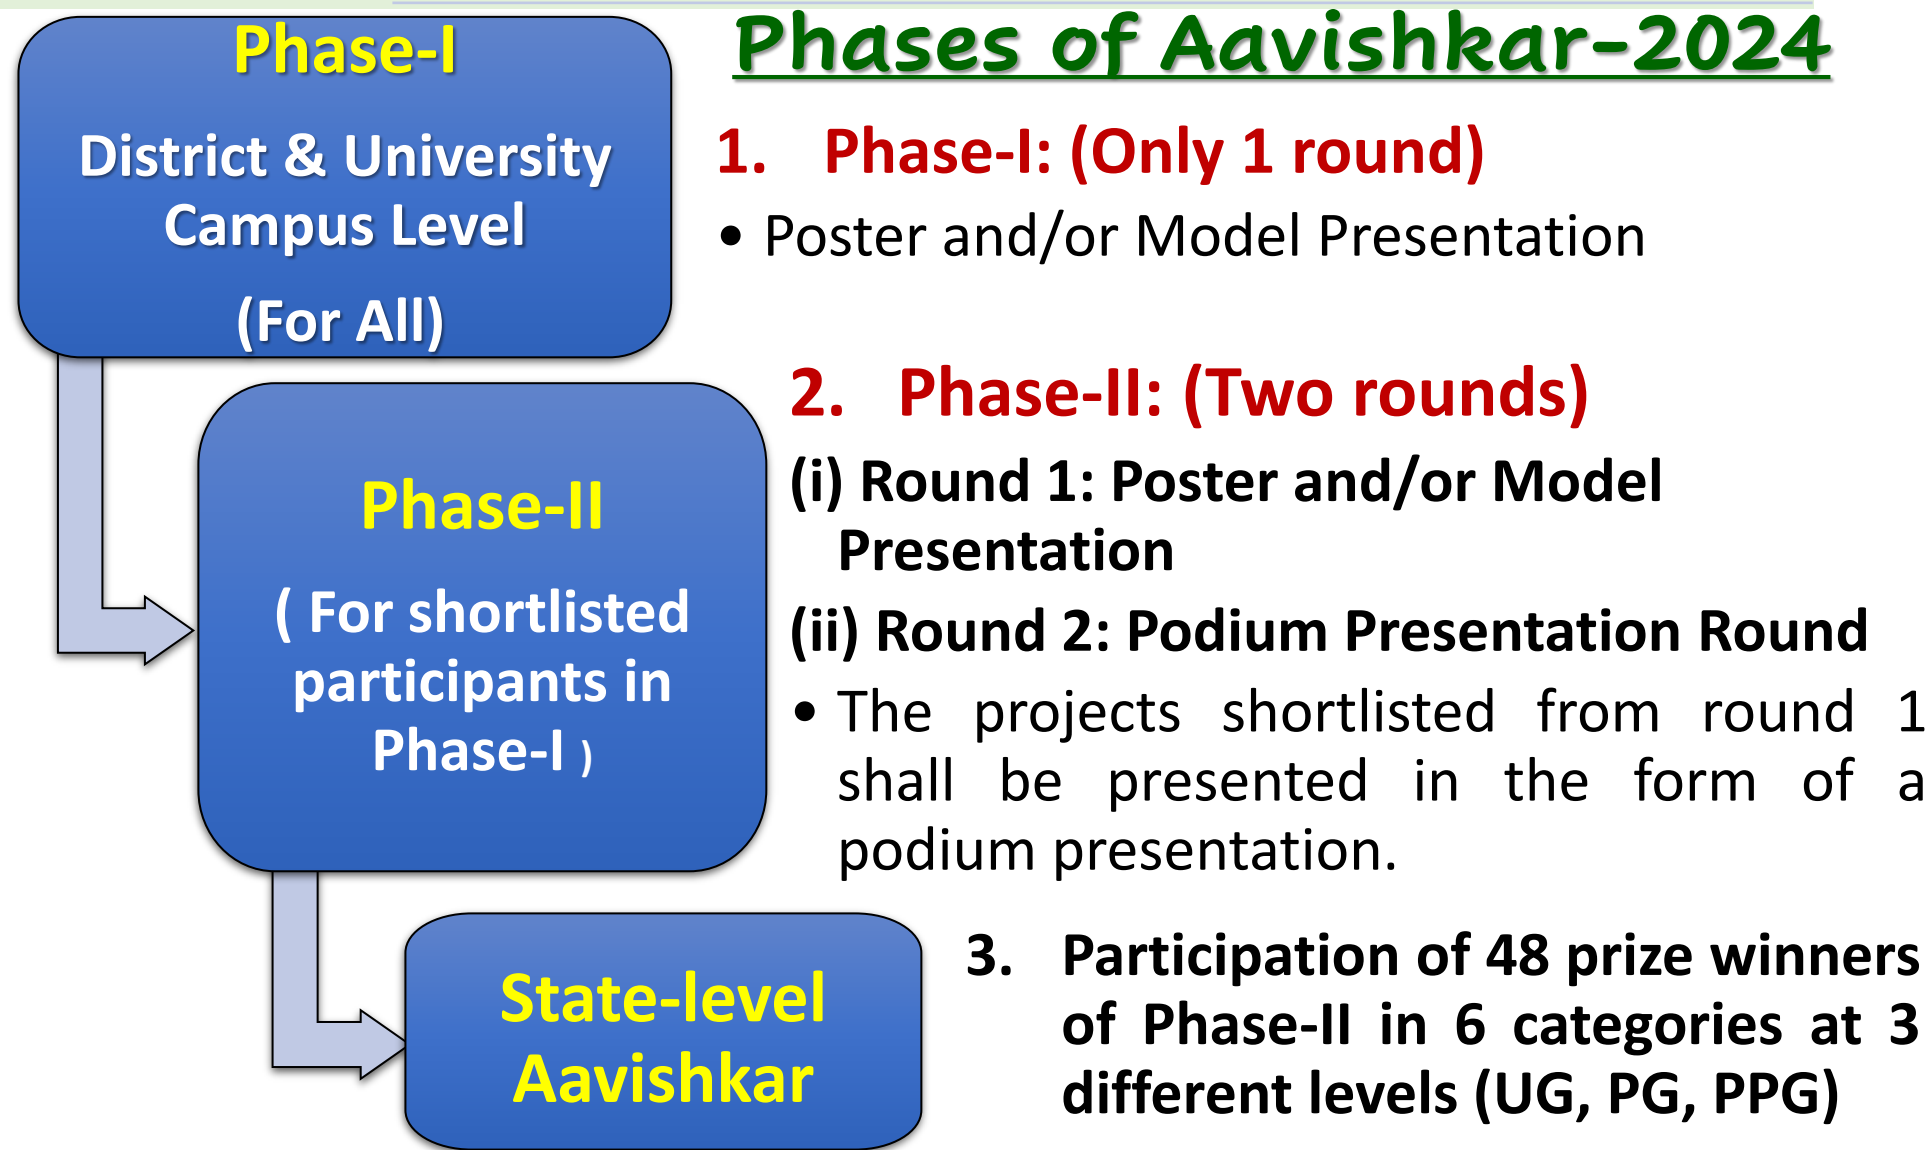 Phases of Aavishkar-2024
Phase-I
District & University
Campus Level
(For All)
1. Phase-I: (Only 1 round)
• Poster and/or Model Presentation
Phase-II
( For shortlisted
participants in
Phase-I )
2. Phase-II: (Two rounds)
(i) Round 1: Poster and/or Model
Presentation
(ii) Round 2: Podium Presentation Round
• The projects shortlisted from round 1
shall be presented in the form of a
podium presentation.
State-level
Aavishkar
3. Participation of 48 prize winners
of Phase-II in 6 categories at 3
different levels (UG, PG, PPG)